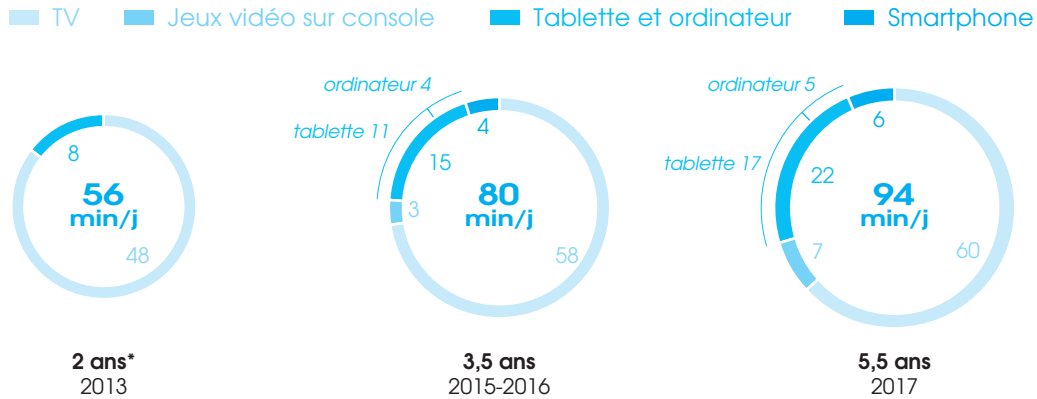 TV
Jeux vidéo sur console
Tablette et ordinateur
Smartphone
8
56
min/j
48
2 ans*
2013
ordinateur 4
tablette 11
4
15
3
80
min/j
58
3,5 ans
2015-2016
ordinateur 5
tablette 17
6
22
94
min/j
7
60
5,5 ans
2017